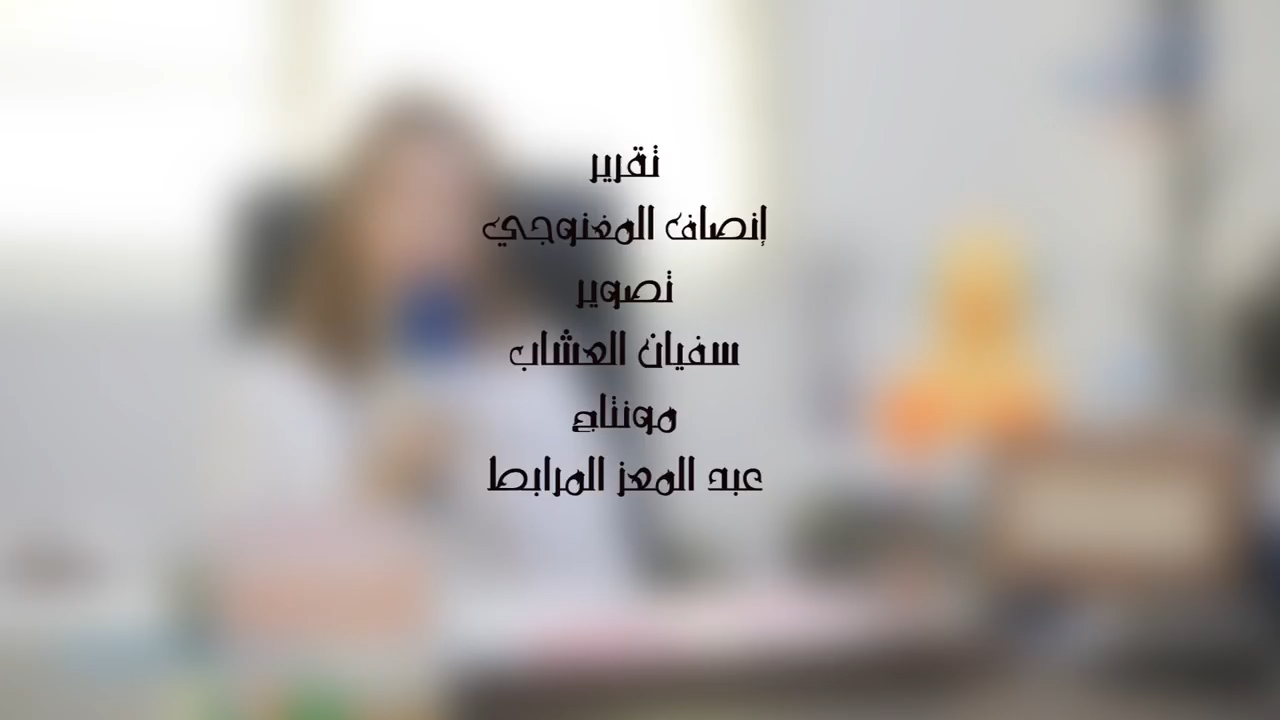 تقرير
إنصاف المغنوجي
تصوير
سفيان العشاب
مونتاج
عبد المعز المرابط